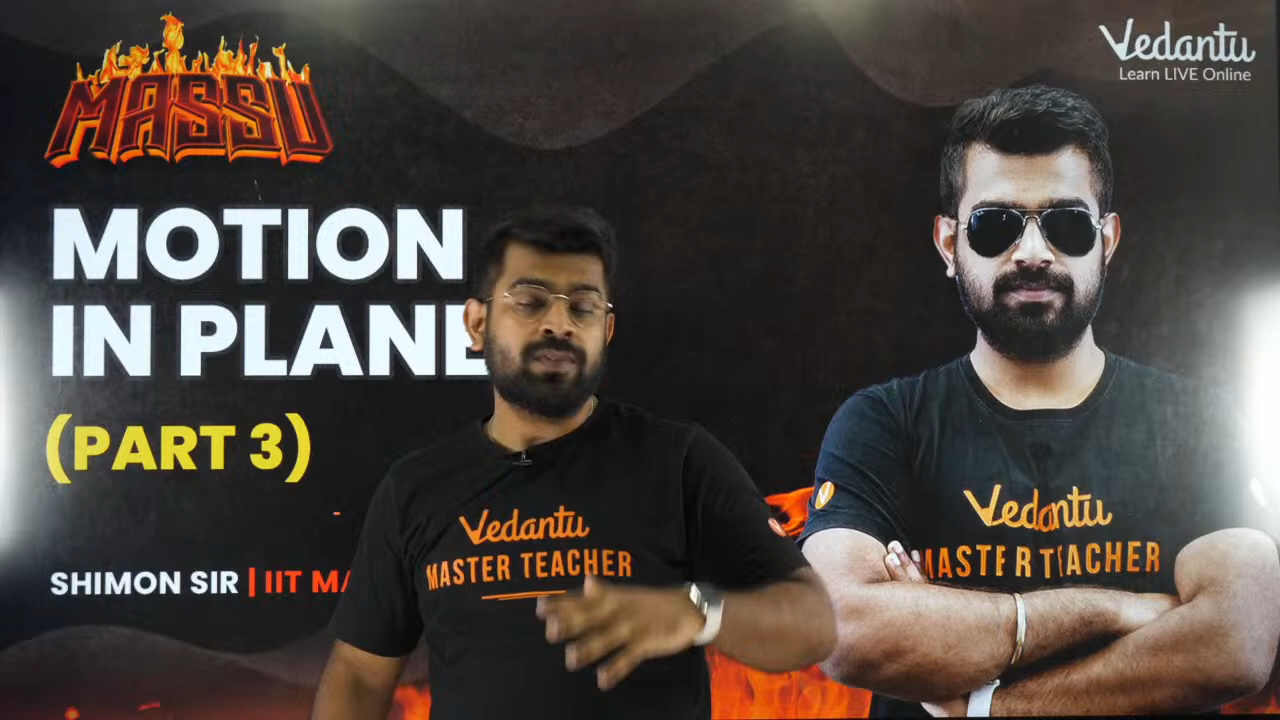 MASSU
Vedantu
Learn LIVE Online
MOTION
IN PLANE
(PART 3)
SHIMON SIR | IIT MA
Vedantu
MASTER TEACHER
Vedantu
MASTER TEACHER